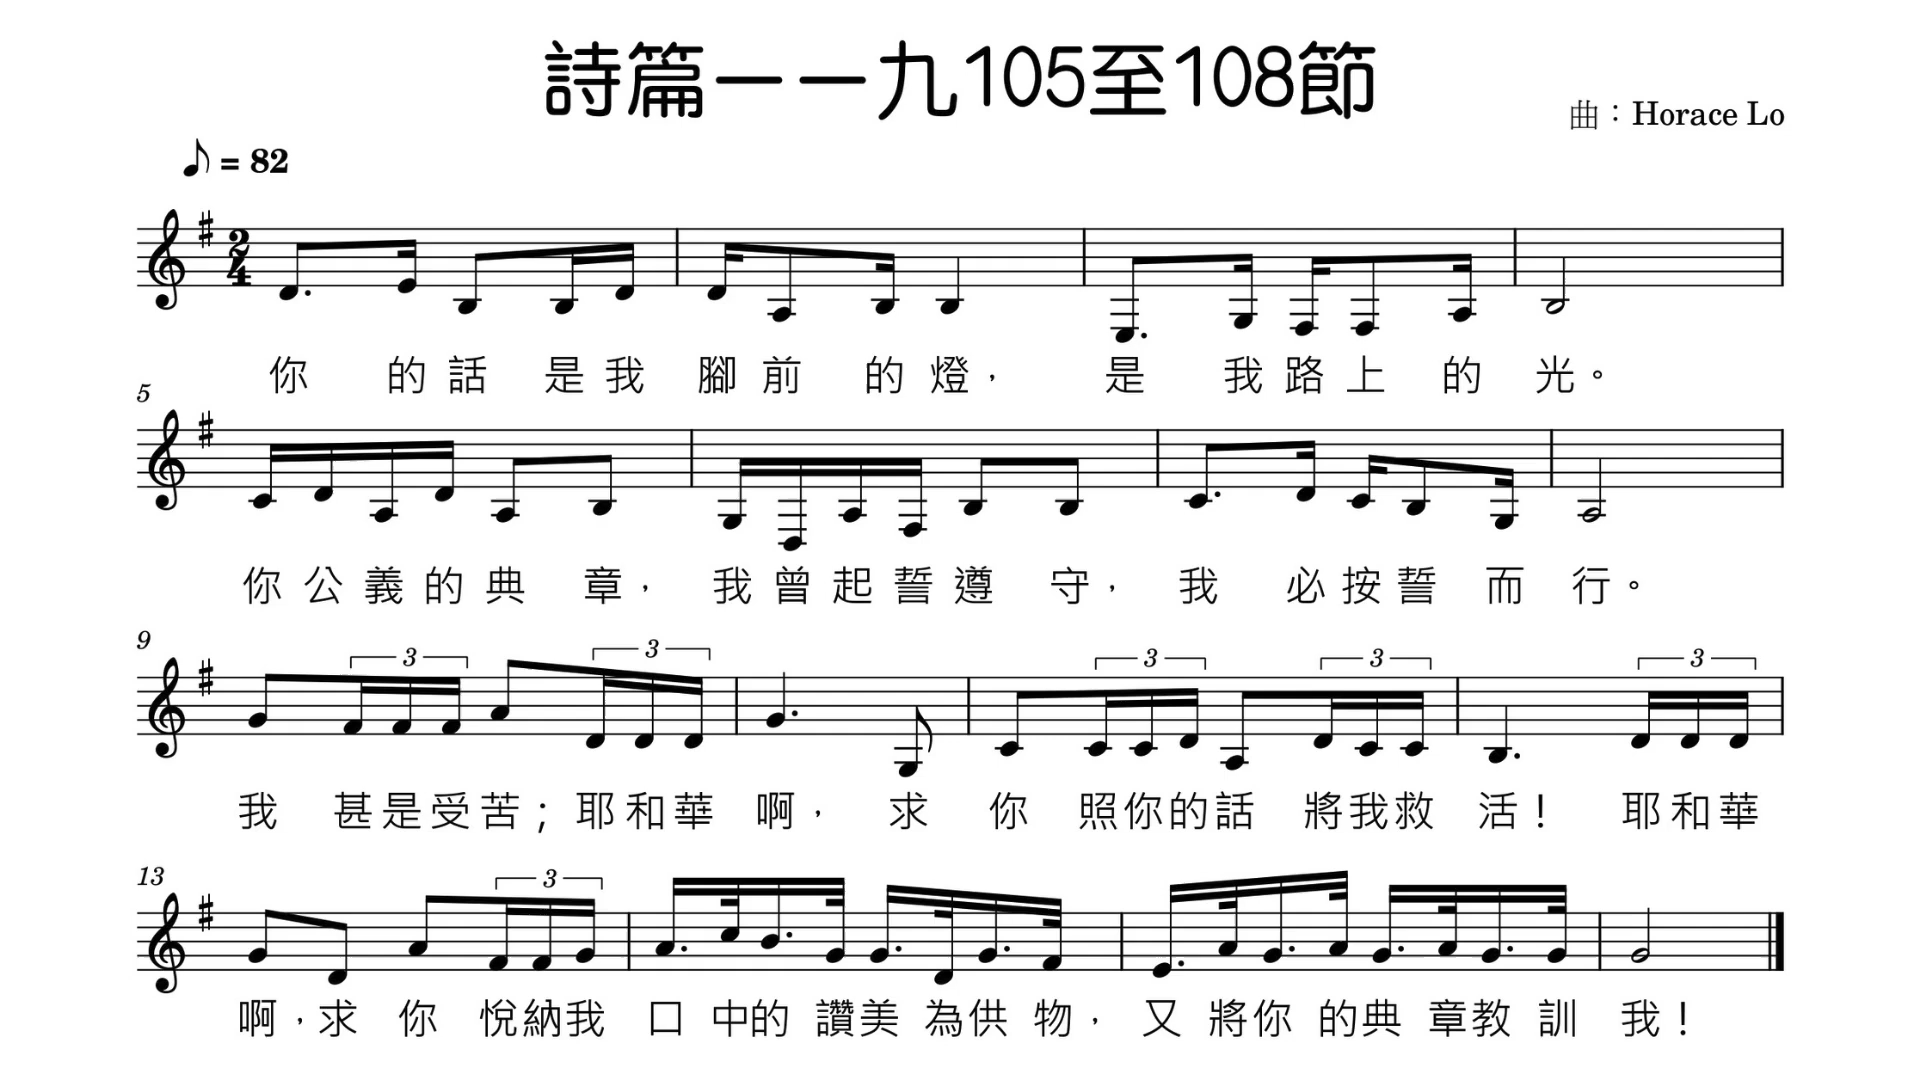 詩篇一一九105至108節
曲：Horace Lo
= 82
2
4
你的話是我腳前的燈，是我路上的光。
5
你公義的典章，我曾起誓遵守，我必按誓而行。
9
3 3 3 3 3
我甚是受苦；耶和華啊，求你照你的話將我救活！耶和華
13
3
啊，求你悅納我口中的讚美為供物，又將你的典章教訓我！